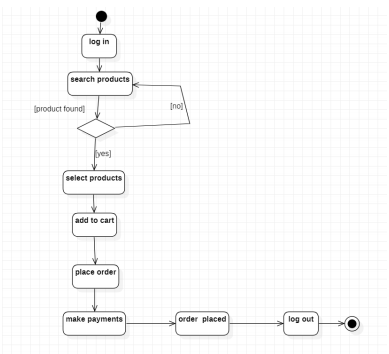 log in
search products
[product found]
[no]
[yes]
select products
add to cart
place order
make payments
order placed
log out